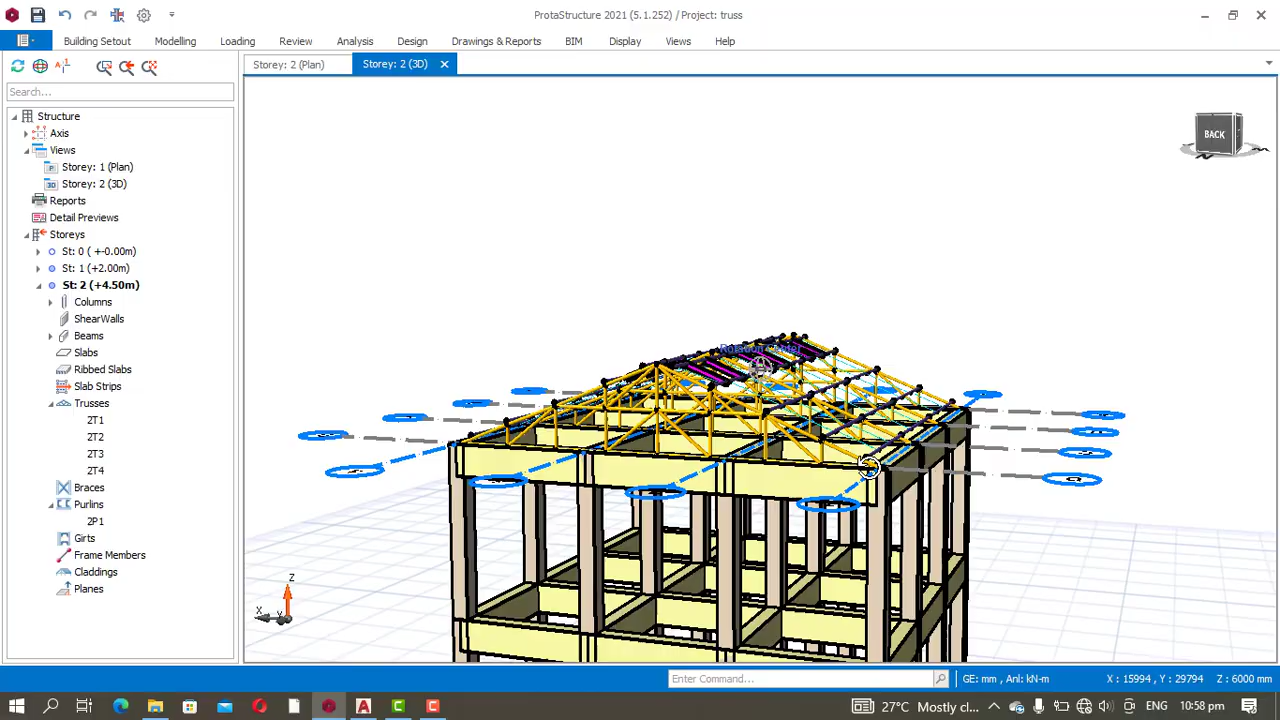 ProtaStructure 2021 (5.1.252) / Project: truss
Building Setout Modelling Loading Review Analysis Design Drawings & Reports BIM Display Views Help
Storey: 2 (Plan) Storey: 2 (3D)
Search...
Structure
Axis
Views
Storey: 1 (Plan)
Storey: 2 (3D)
Reports
Detail Previews
Storeys
St: 0 ( +-0.00m)
St: 1 (+2.00m)
St: 2 (+4.50m)
Columns
ShearWalls
Beams
Slabs
Ribbed Slabs
Slab Strips
Trusses
2T1
2T2
2T3
2T4
Braces
Purlins
2P1
Girts
Frame Members
Claddings
Planes
BACK
Rotation Center
Z
X
Y
Enter Command... GE: mm , Anl: kN-m X : 15994 , Y : 29794 Z : 6000 mm
27°C Mostly cl... ENG 10:58 pm